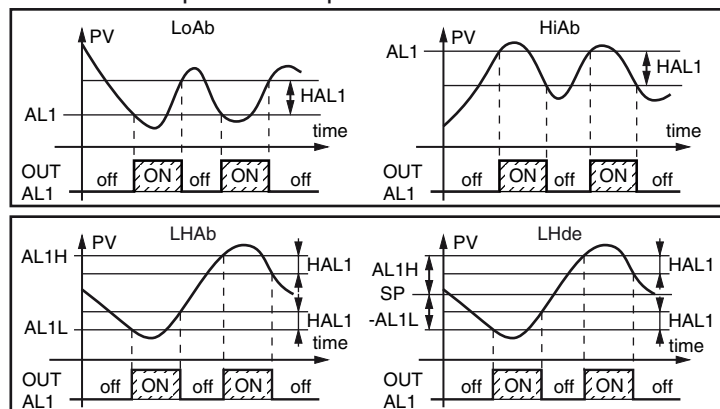 LoAb
PV
AL1
HAL1
time
OUT
AL1
off ON off ON off
HiAb
AL1
PV
HAL1
time
OUT
AL1
off ON off ON off
LHAb
AL1H
PV
HAL1
AL1L
HAL1
time
OUT
AL1
off ON off ON off
LHde
PV
AL1H
HAL1
SP
-AL1L
HAL1
time
OUT
AL1
off ON off ON off